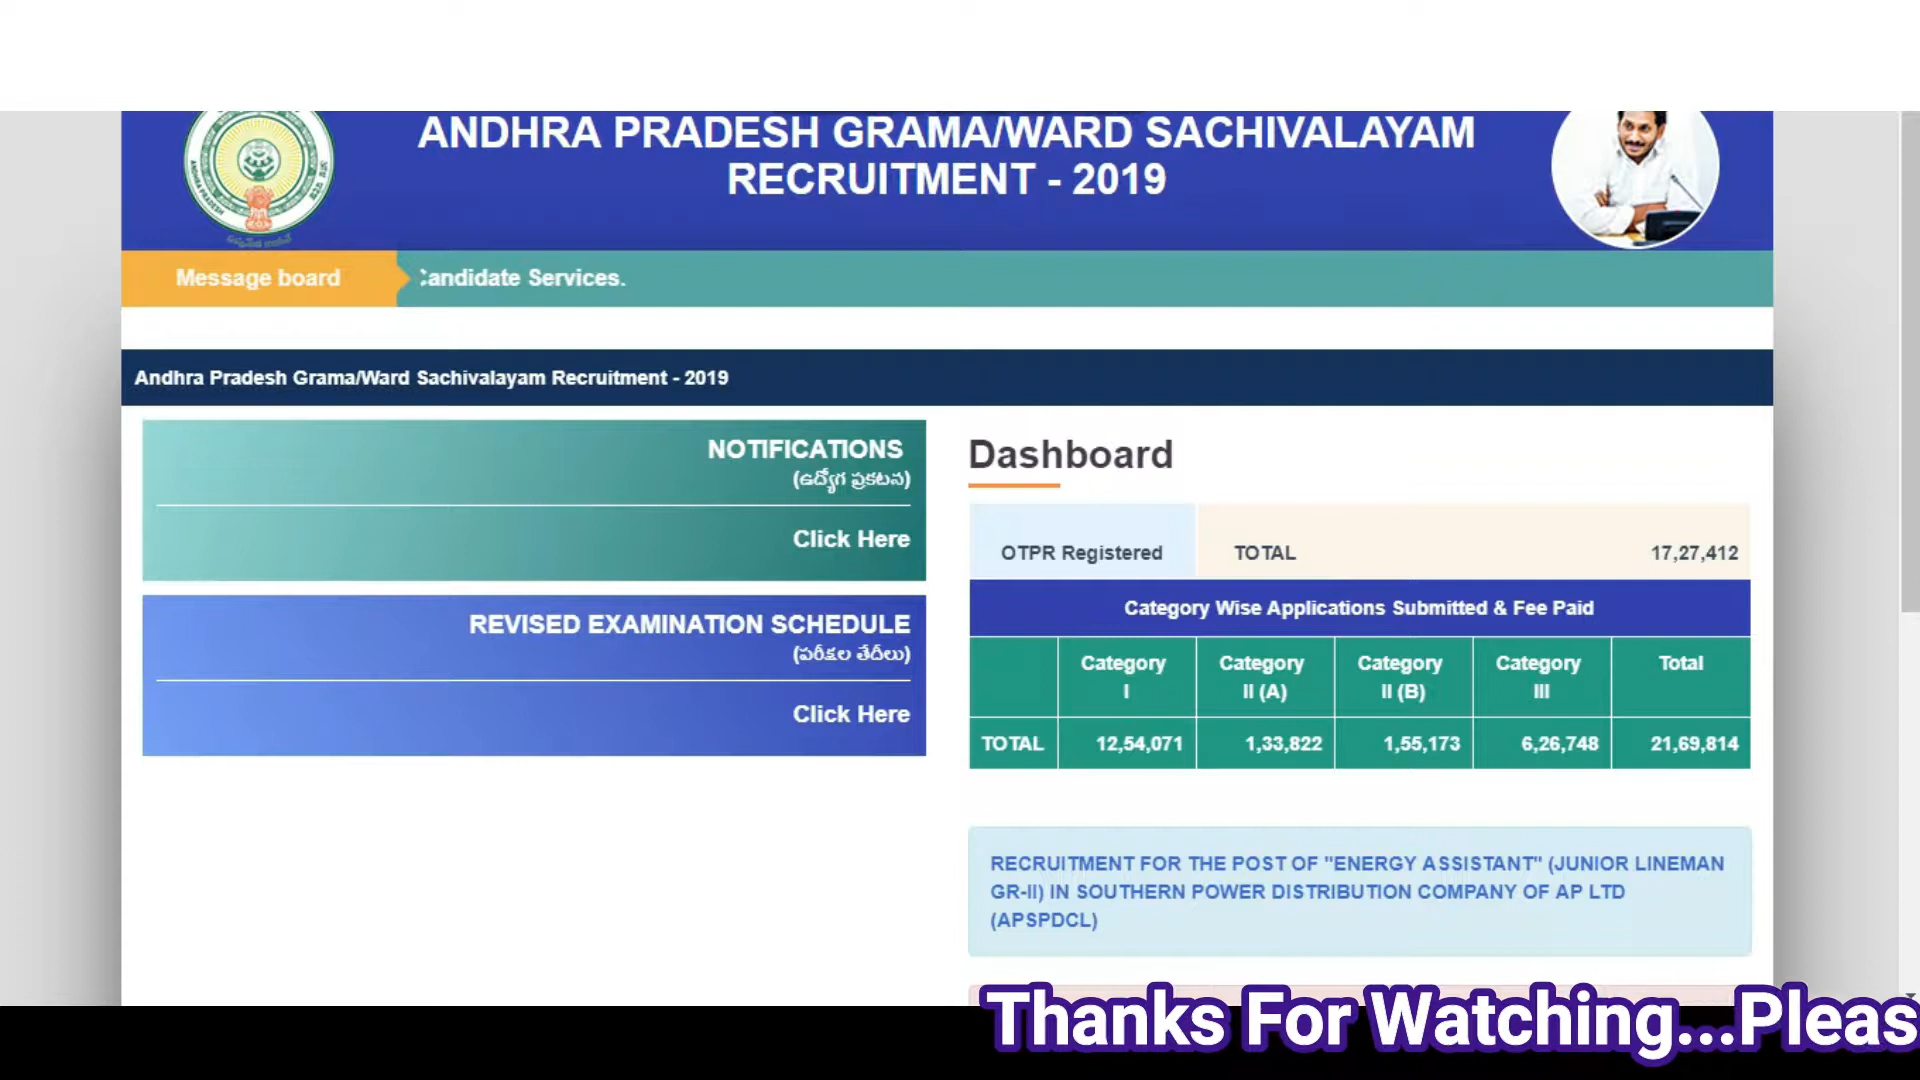 ANDHRA PRADESH GRAMA/WARD SACHIVALAYAM
RECRUITMENT - 2019
Message board
Candidate Services.
Andhra Pradesh Grama/Ward Sachivalayam Recruitment - 2019
NOTIFICATIONS
(ఉద్యోగ ప్రకటన)
Click Here
REVISED EXAMINATION SCHEDULE
(పరీక్షల తేదీలు)
Click Here
Dashboard
OTPR Registered TOTAL 17,27,412
Category Wise Applications Submitted & Fee Paid
Category I Category II (A) Category II (B) Category III Total
TOTAL 12,54,071 1,33,822 1,55,173 6,26,748 21,69,814
RECRUITMENT FOR THE POST OF "ENERGY ASSISTANT" (JUNIOR LINEMAN
GR-II) IN SOUTHERN POWER DISTRIBUTION COMPANY OF AP LTD
(APSPDCL)
Thanks For Watching...Pleas